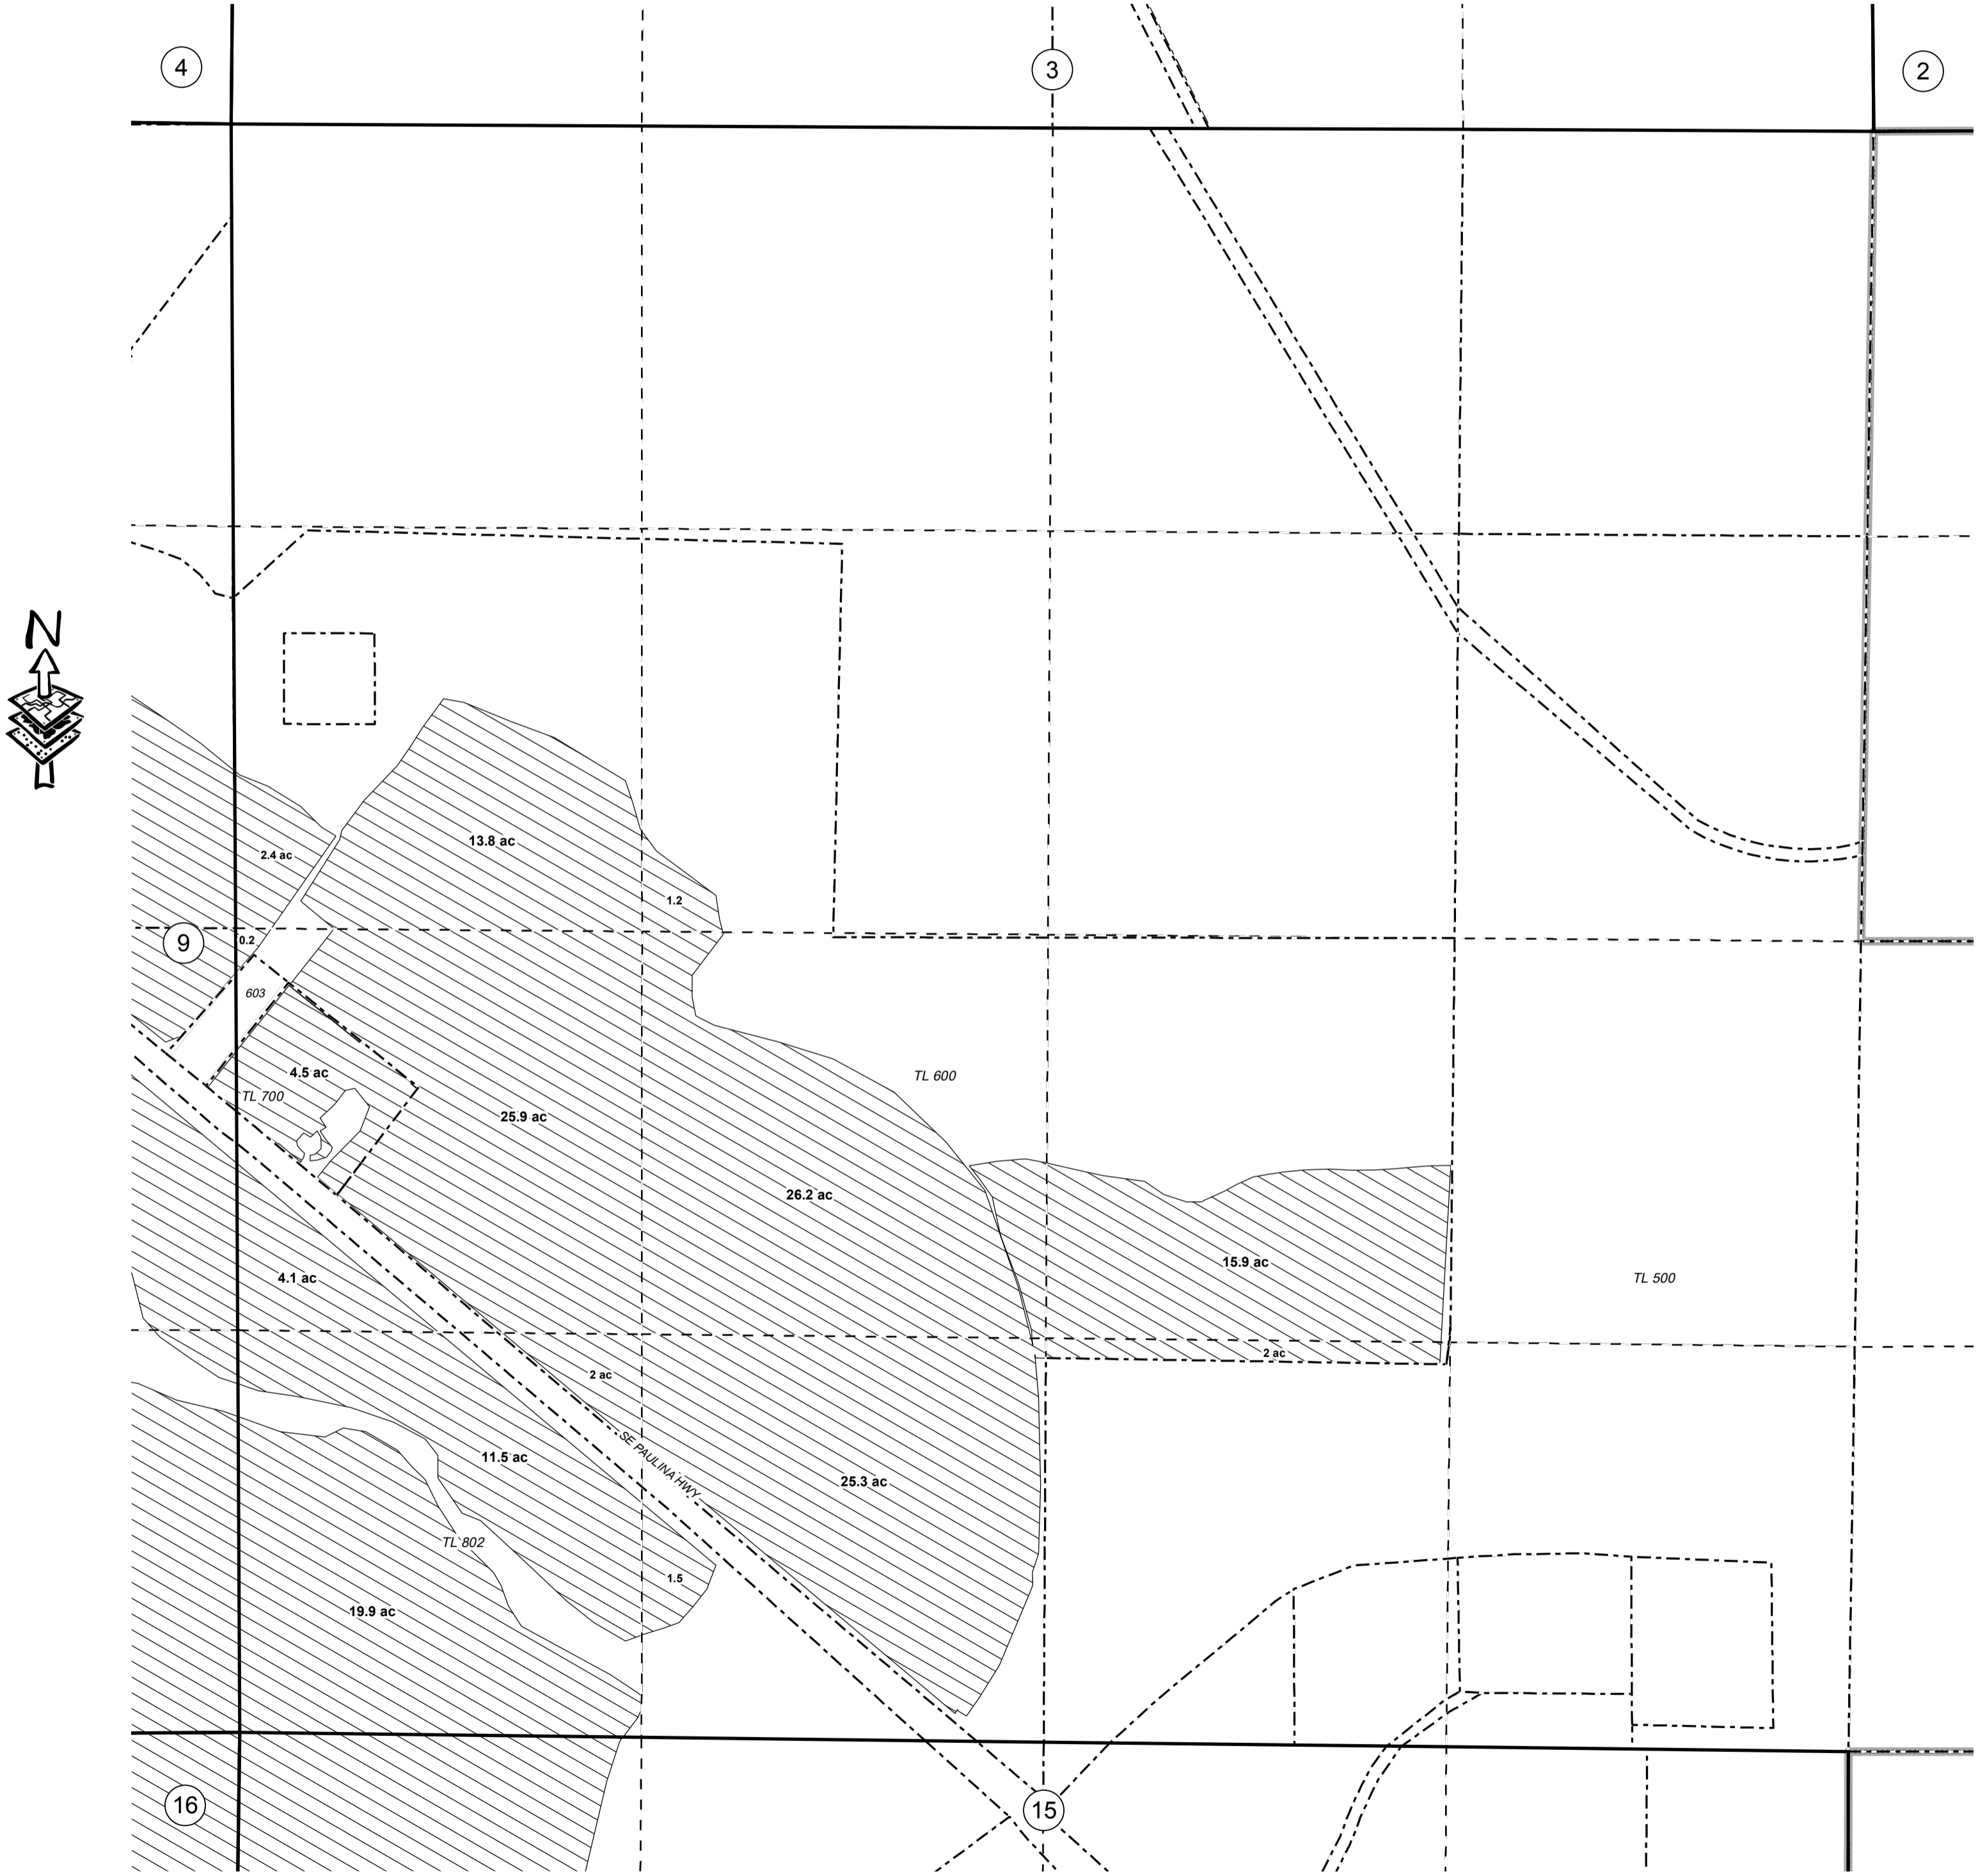 4
3
2
N
13.8 ac
2.4 ac
1.2
0.2
9
603
4.5 ac
TL 600
TL 700
25.9 ac
26.2 ac
15.9 ac
4.1 ac
TL 500
2 ac
2 ac
SE PAULINA HWY
11.5 ac
25.3 ac
TL 802
1.5
19.9 ac
16
15